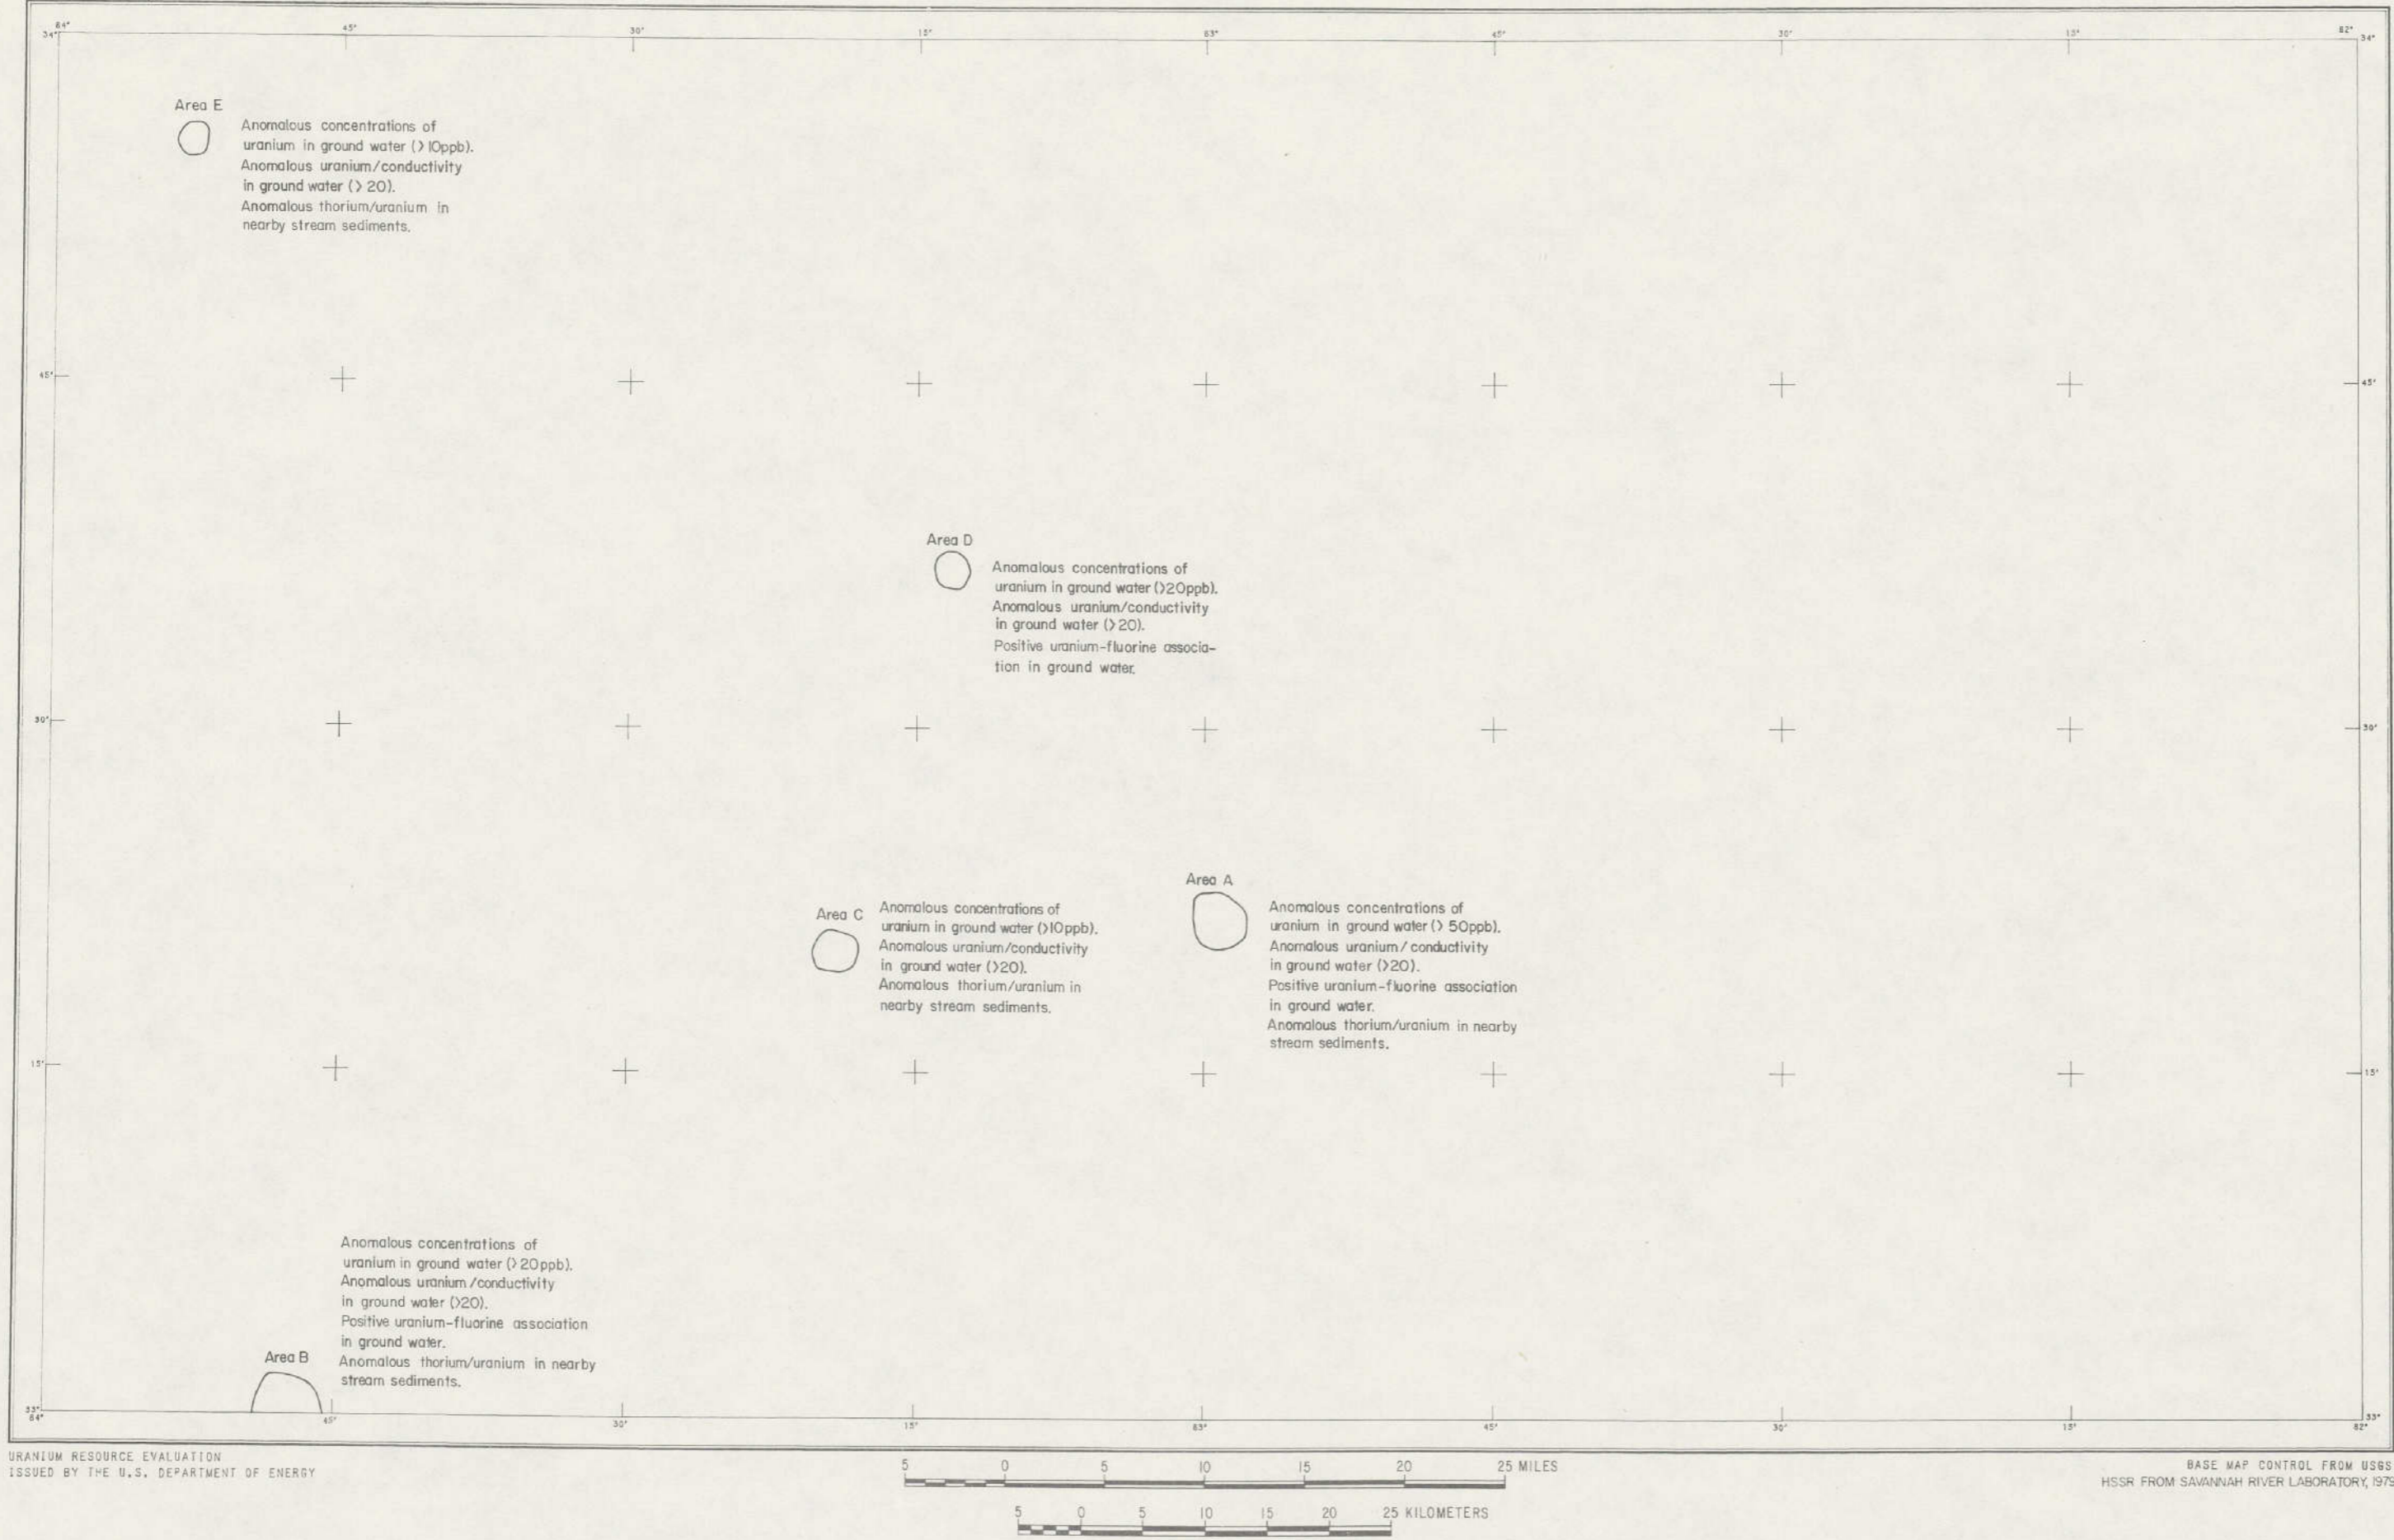 84° 45' 30' 15' 83° 45' 30' 15' 82°
34° 34°
Area E
Anomalous concentrations of
uranium in ground water (>10ppb).
Anomalous uranium/conductivity
in ground water (> 20).
Anomalous thorium/uranium in
nearby stream sediments.
45' 45'
Area D
Anomalous concentrations of
uranium in ground water (>20ppb).
Anomalous uranium/conductivity
in ground water (>20).
Positive uranium-fluorine associa-
tion in ground water.
30' 30'
Area C
Anomalous concentrations of
uranium in ground water (>10ppb).
Anomalous uranium/conductivity
in ground water (>20).
Anomalous thorium/uranium in
nearby stream sediments.
Area A
Anomalous concentrations of
uranium in ground water (> 50ppb).
Anomalous uranium/conductivity
in ground water (>20).
Positive uranium-fluorine association
in ground water.
Anomalous thorium/uranium in nearby
stream sediments.
15' 15'
Area B
Anomalous concentrations of
uranium in ground water (>20ppb).
Anomalous uranium/conductivity
in ground water (>20).
Positive uranium-fluorine association
in ground water.
Anomalous thorium/uranium in nearby
stream sediments.
33° 33°
84° 45' 30' 15' 83° 45' 30' 15' 82°
URANIUM RESOURCE EVALUATION
ISSUED BY THE U.S. DEPARTMENT OF ENERGY
5 0 5 10 15 20 25 MILES
5 0 5 10 15 20 25 KILOMETERS
BASE MAP CONTROL FROM USGS
HSSR FROM SAVANNAH RIVER LABORATORY, 1979